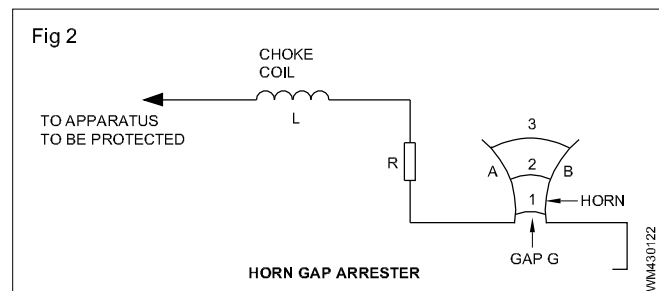 Fig 2
CHOKE
COIL
L
TO APPARATUS
TO BE PROTECTED
R
3
A
2
B
1
HORN
GAP G
HORN GAP ARRESTER
WM430122